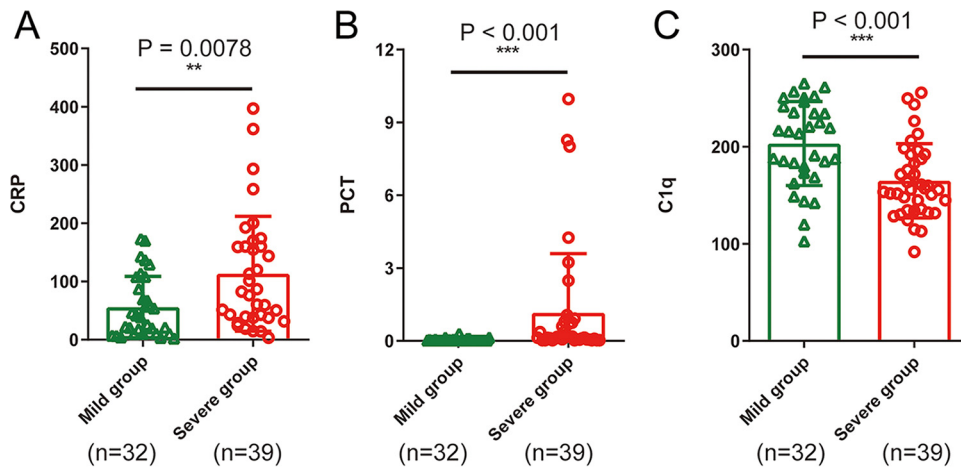 A
P = 0.0078
**
CRP
500
400
300
200
100
0
Mild group
Severe group
(n=32)
(n=39)
B
P < 0.001
***
PCT
12
9
6
3
0
Mild group
Severe group
(n=32)
(n=39)
C
P < 0.001
***
C1q
300
200
100
0
Mild group
Severe group
(n=32)
(n=39)